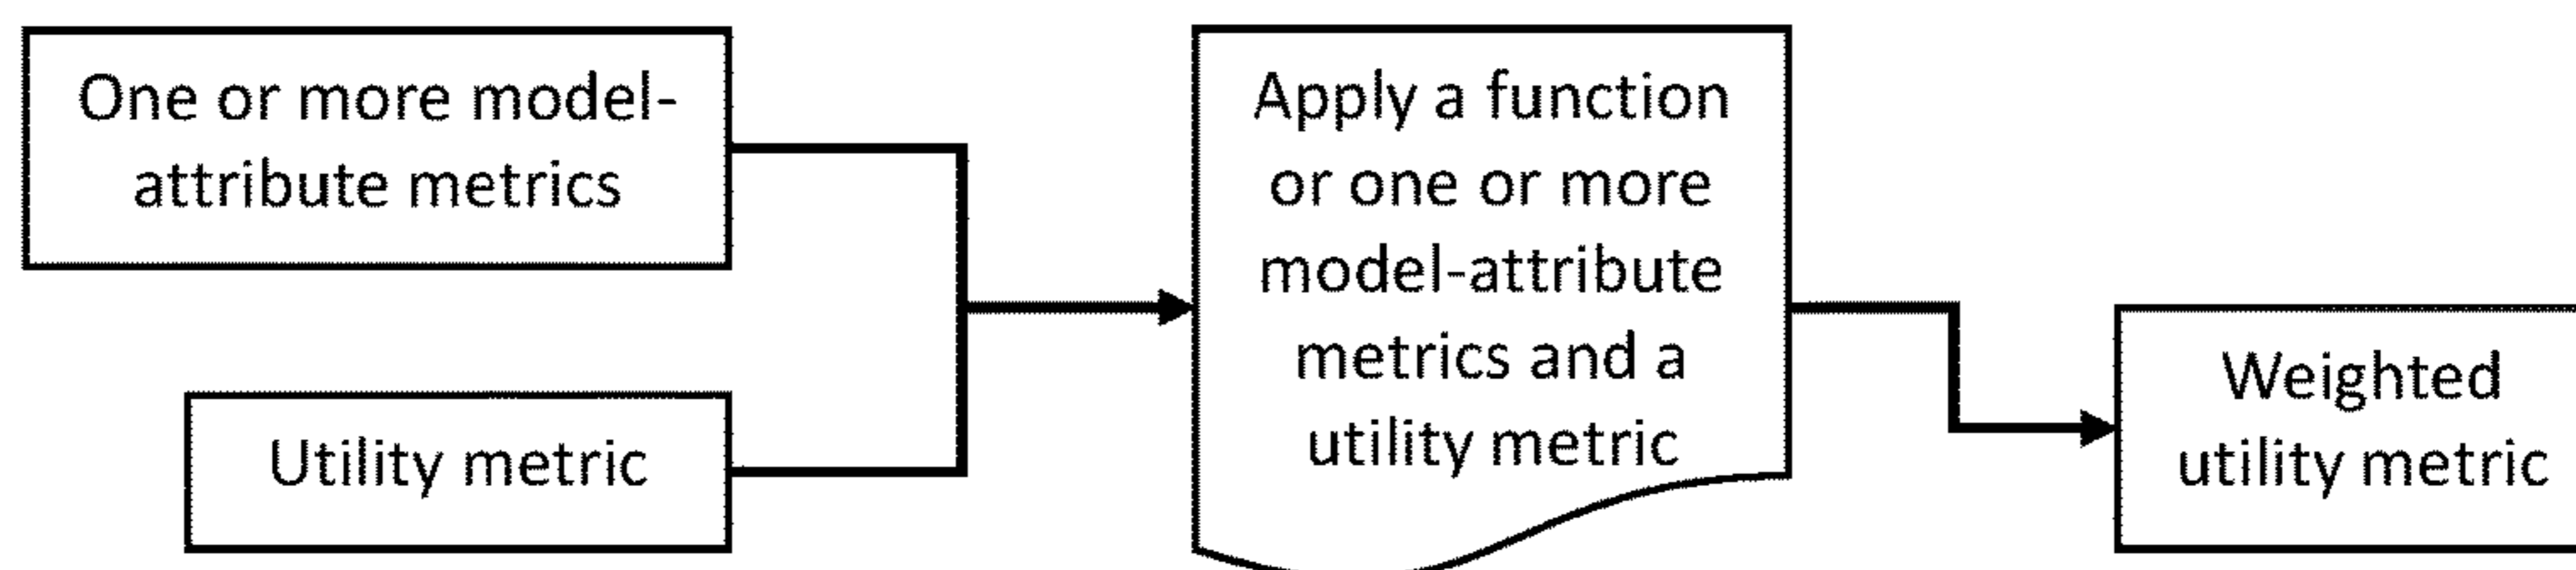 One or more model-
attribute metrics
Utility metric
Apply a function
or one or more
model-attribute
metrics and a
utility metric
Weighted
utility metric